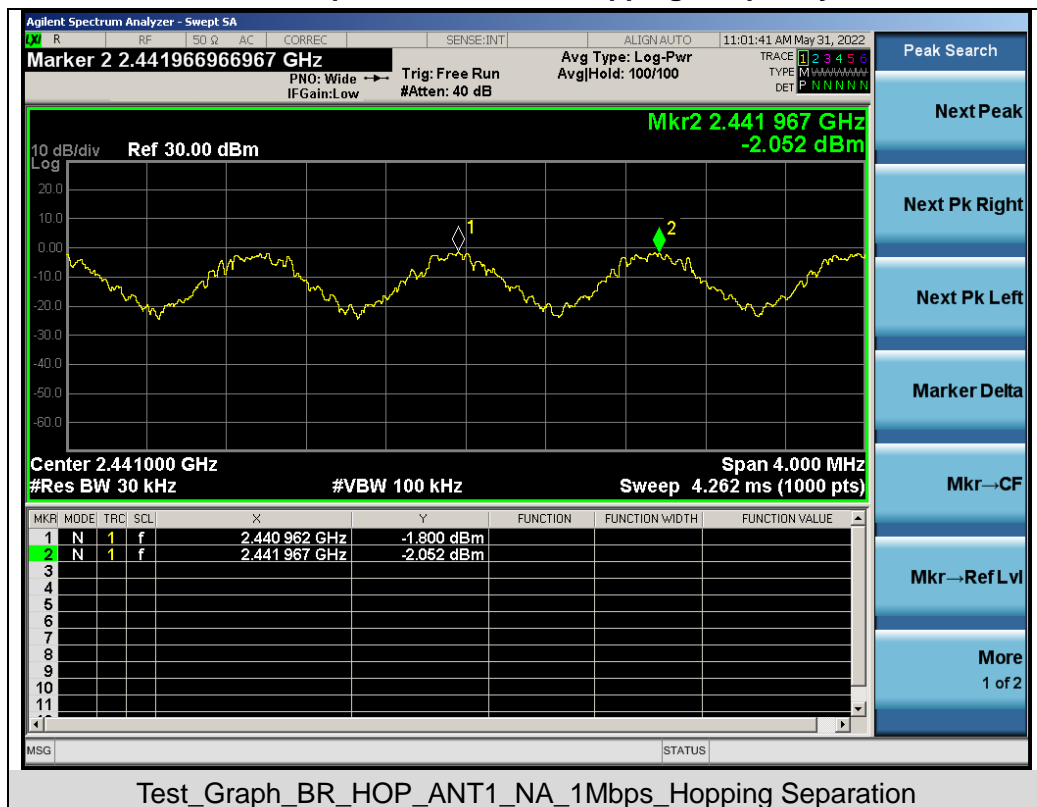 Agilent Spectrum Analyzer - Swept SA
LXI R RF 50 Ω AC CORREC SENSE:INT ALIGN AUTO 11:01:41 AM May 31, 2022
Marker 2 2.441966966967 GHz
PNO: Wide
IFGain:Low
Trig: Free Run
#Atten: 40 dB
Avg Type: Log-Pwr
Avg|Hold: 100/100
TRACE 1 2 3 4 5 6
TYPE M WWWWW
DET P N N N N N
Mkr2 2.441 967 GHz
-2.052 dBm
10 dB/div Ref 30.00 dBm
Log
20.0
10.0
0.00
-10.0
-20.0
-30.0
-40.0
-50.0
-60.0
1
2
Center 2.441000 GHz Span 4.000 MHz
#Res BW 30 kHz #VBW 100 kHz Sweep 4.262 ms (1000 pts)
MKR MODE TRC SCL X Y FUNCTION FUNCTION WIDTH FUNCTION VALUE
1 N 1 f 2.440 962 GHz -1.800 dBm
2 N 1 f 2.441 967 GHz -2.052 dBm
3
4
5
6
7
8
9
10
11
MSG STATUS
Peak Search
Next Peak
Next Pk Right
Next Pk Left
Marker Delta
Mkr→CF
Mkr→Ref Lvl
More
1 of 2
Test_Graph_BR_HOP_ANT1_NA_1Mbps_Hopping Separation